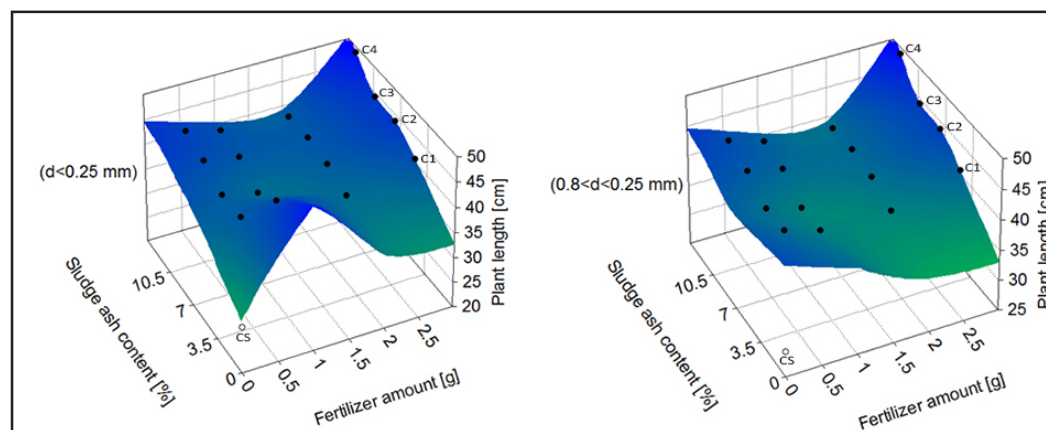 (d<0.25 mm)
C4
C3
C2
C1
CS
50
45
40
35
30
25
20
Plant length [cm]
10.5
7
3.5
0
Sludge ash content [%]
0
0.5
1
1.5
2
2.5
Fertilizer amount [g]
(0.8<d<0.25 mm)
C4
C3
C2
C1
CS
50
45
40
35
30
25
Plant length [cm]
10.5
7
3.5
0
Sludge ash content [%]
0
0.5
1
1.5
2
2.5
Fertilizer amount [g]